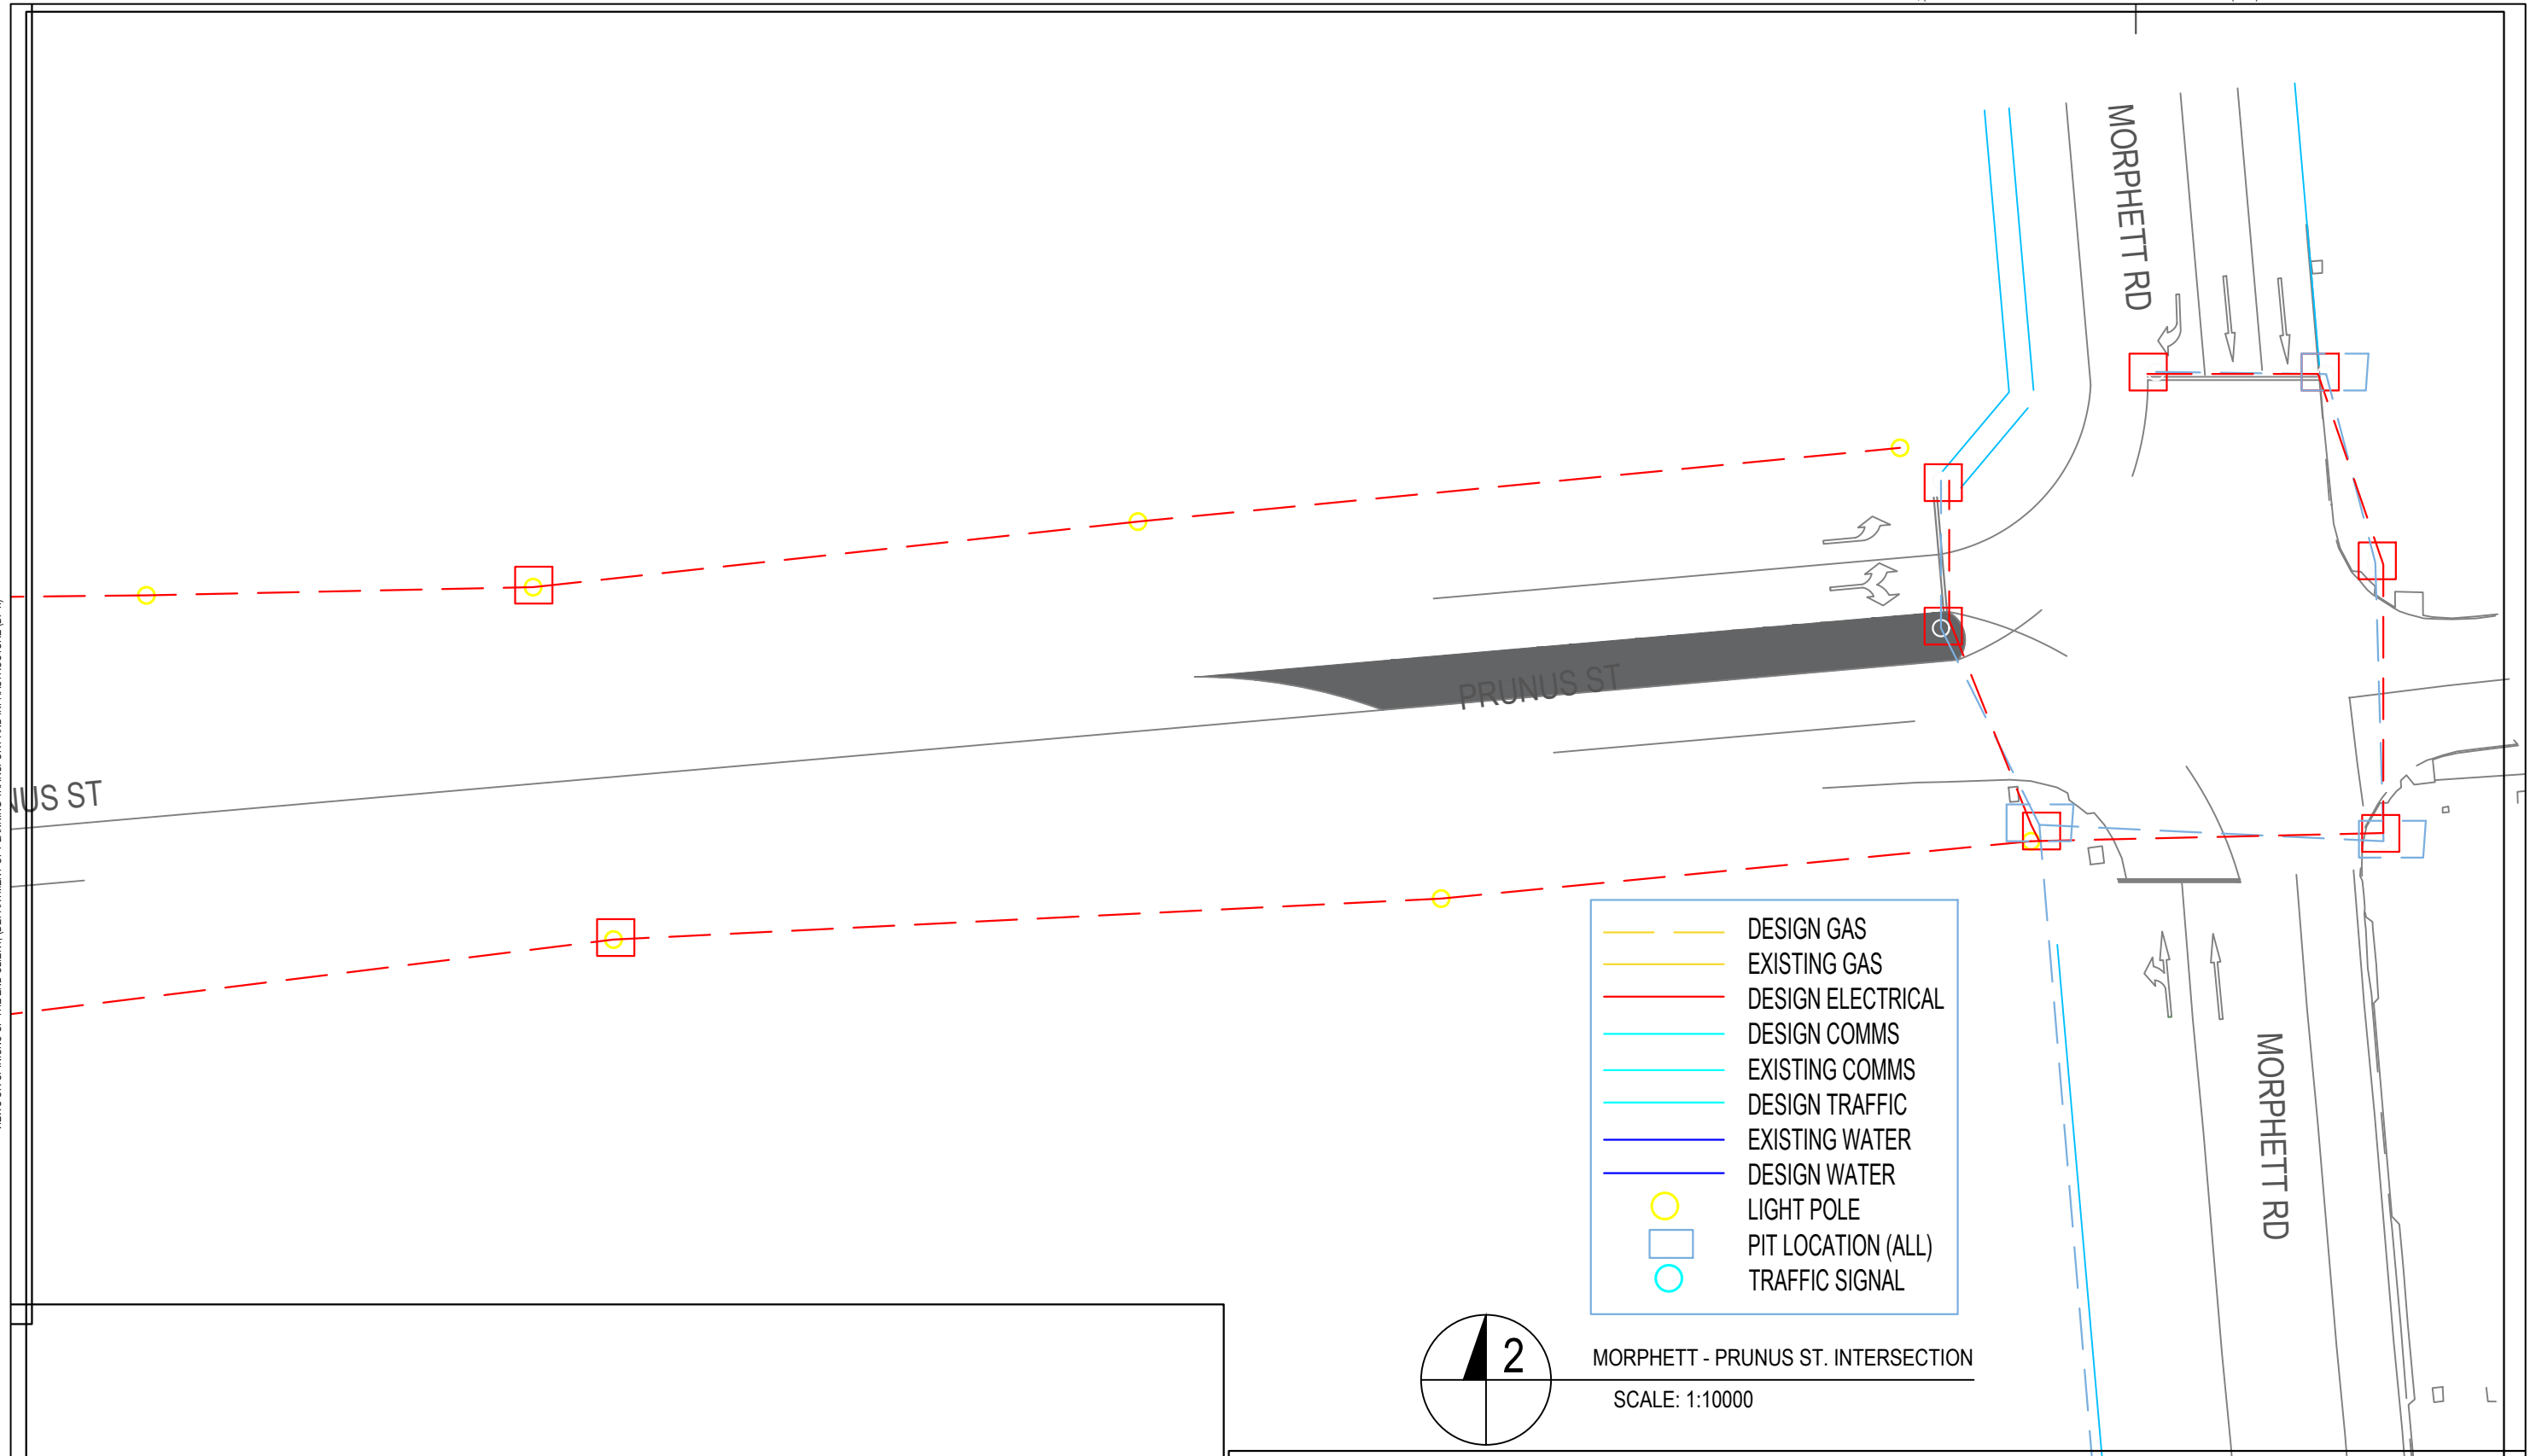 MORPHETT RD
PRUNUS ST
NUS ST
DESIGN GAS
EXISTING GAS
DESIGN ELECTRICAL
DESIGN COMMS
EXISTING COMMS
DESIGN TRAFFIC
EXISTING WATER
DESIGN WATER
LIGHT POLE
PIT LOCATION (ALL)
TRAFFIC SIGNAL
MORPHETT RD
2
MORPHETT - PRUNUS ST. INTERSECTION
SCALE: 1:10000